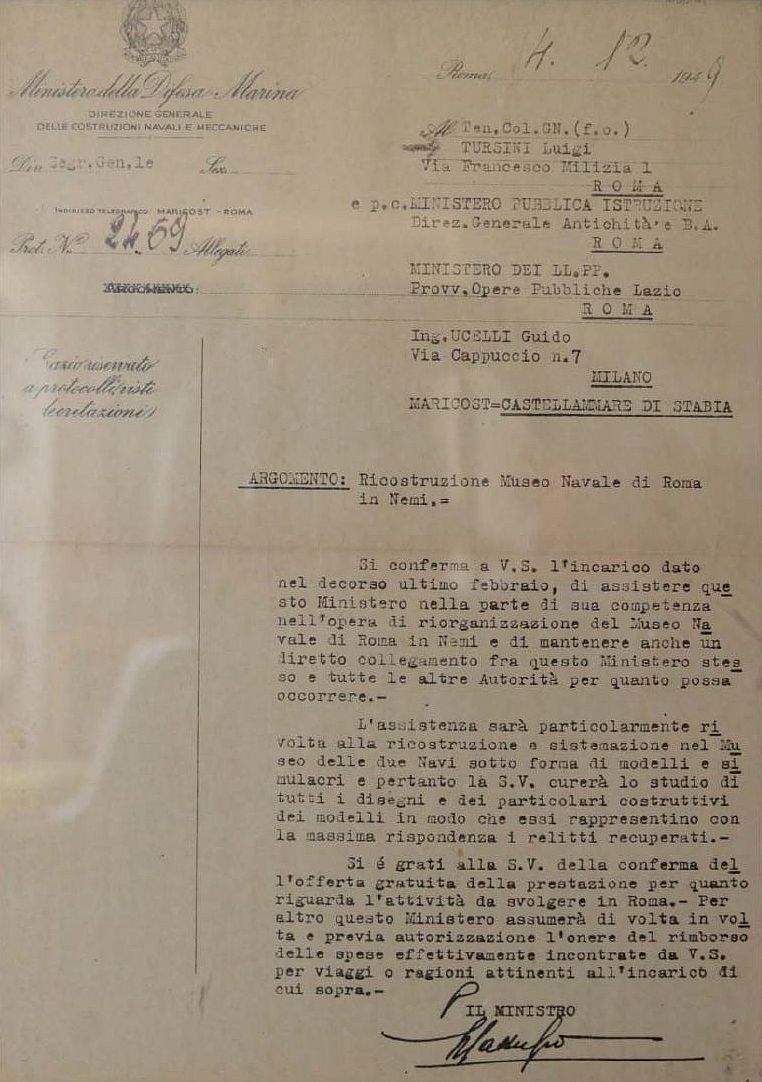 Ministero della Difesa - Marina
DIREZIONE GENERALE
DELLE COSTRUZIONI NAVALI E MECCANICHE
Div. Segr.Gen.le Sez.
INDIRIZZO TELEGRAFICO: MARICOST - ROMA
Prot. N.° 24.69 Allegati
ARGOMENTO:
(Spazio riservato
a protocolli, visti
e decretazioni)
Roma, 4. 12. 1949
Al Ten.Col.GN.(f.o.)
TURSINI Luigi
Via Francesco Milizia 1
R O M A
e p.c. MINISTERO PUBBLICA ISTRUZIONE
Direz.Generale Antichità e B.A.
R O M A
MINISTERO DEI LL.PP.
Provv.Opere Pubbliche Lazio
R O M A
Ing.UCELLI Guido
Via Cappuccio n.7
MILANO
MARICOST=CASTELLAMMARE DI STABIA
ARGOMENTO: Ricostruzione Museo Navale di Roma
in Nemi.=
Si conferma a V.S. l'incarico dato
nel decorso ultimo febbraio, di assistere que
sto Ministero nella parte di sua competenza
nell'opera di riorganizzazione del Museo Na
vale di Roma in Nemi e di mantenere anche un
diretto collegamento fra questo Ministero stes
so e tutte le altre Autorità per quanto possa
occorrere.-
L'assistenza sarà particolarmente ri
volta alla ricostruzione e sistemazione nel Mu
seo delle due Navi sotto forma di modelli e si
mulacri e pertanto la S.V. curerà lo studio di
tutti i disegni e dei particolari costruttivi
dei modelli in modo che essi rappresentino con
la massima rispondenza i relitti recuperati.-
Si é grati alla S.V. della conferma del
l'offerta gratuita della prestazione per quanto
riguarda l'attività da svolgere in Roma.- Per
altro questo Ministero assumerà di volta in vol
ta e previa autorizzazione l'onere del rimborso
delle spese effettivamente incontrate da V.S.
per viaggi o ragioni attinenti all'incarico di
cui sopra.-
P IL MINISTRO